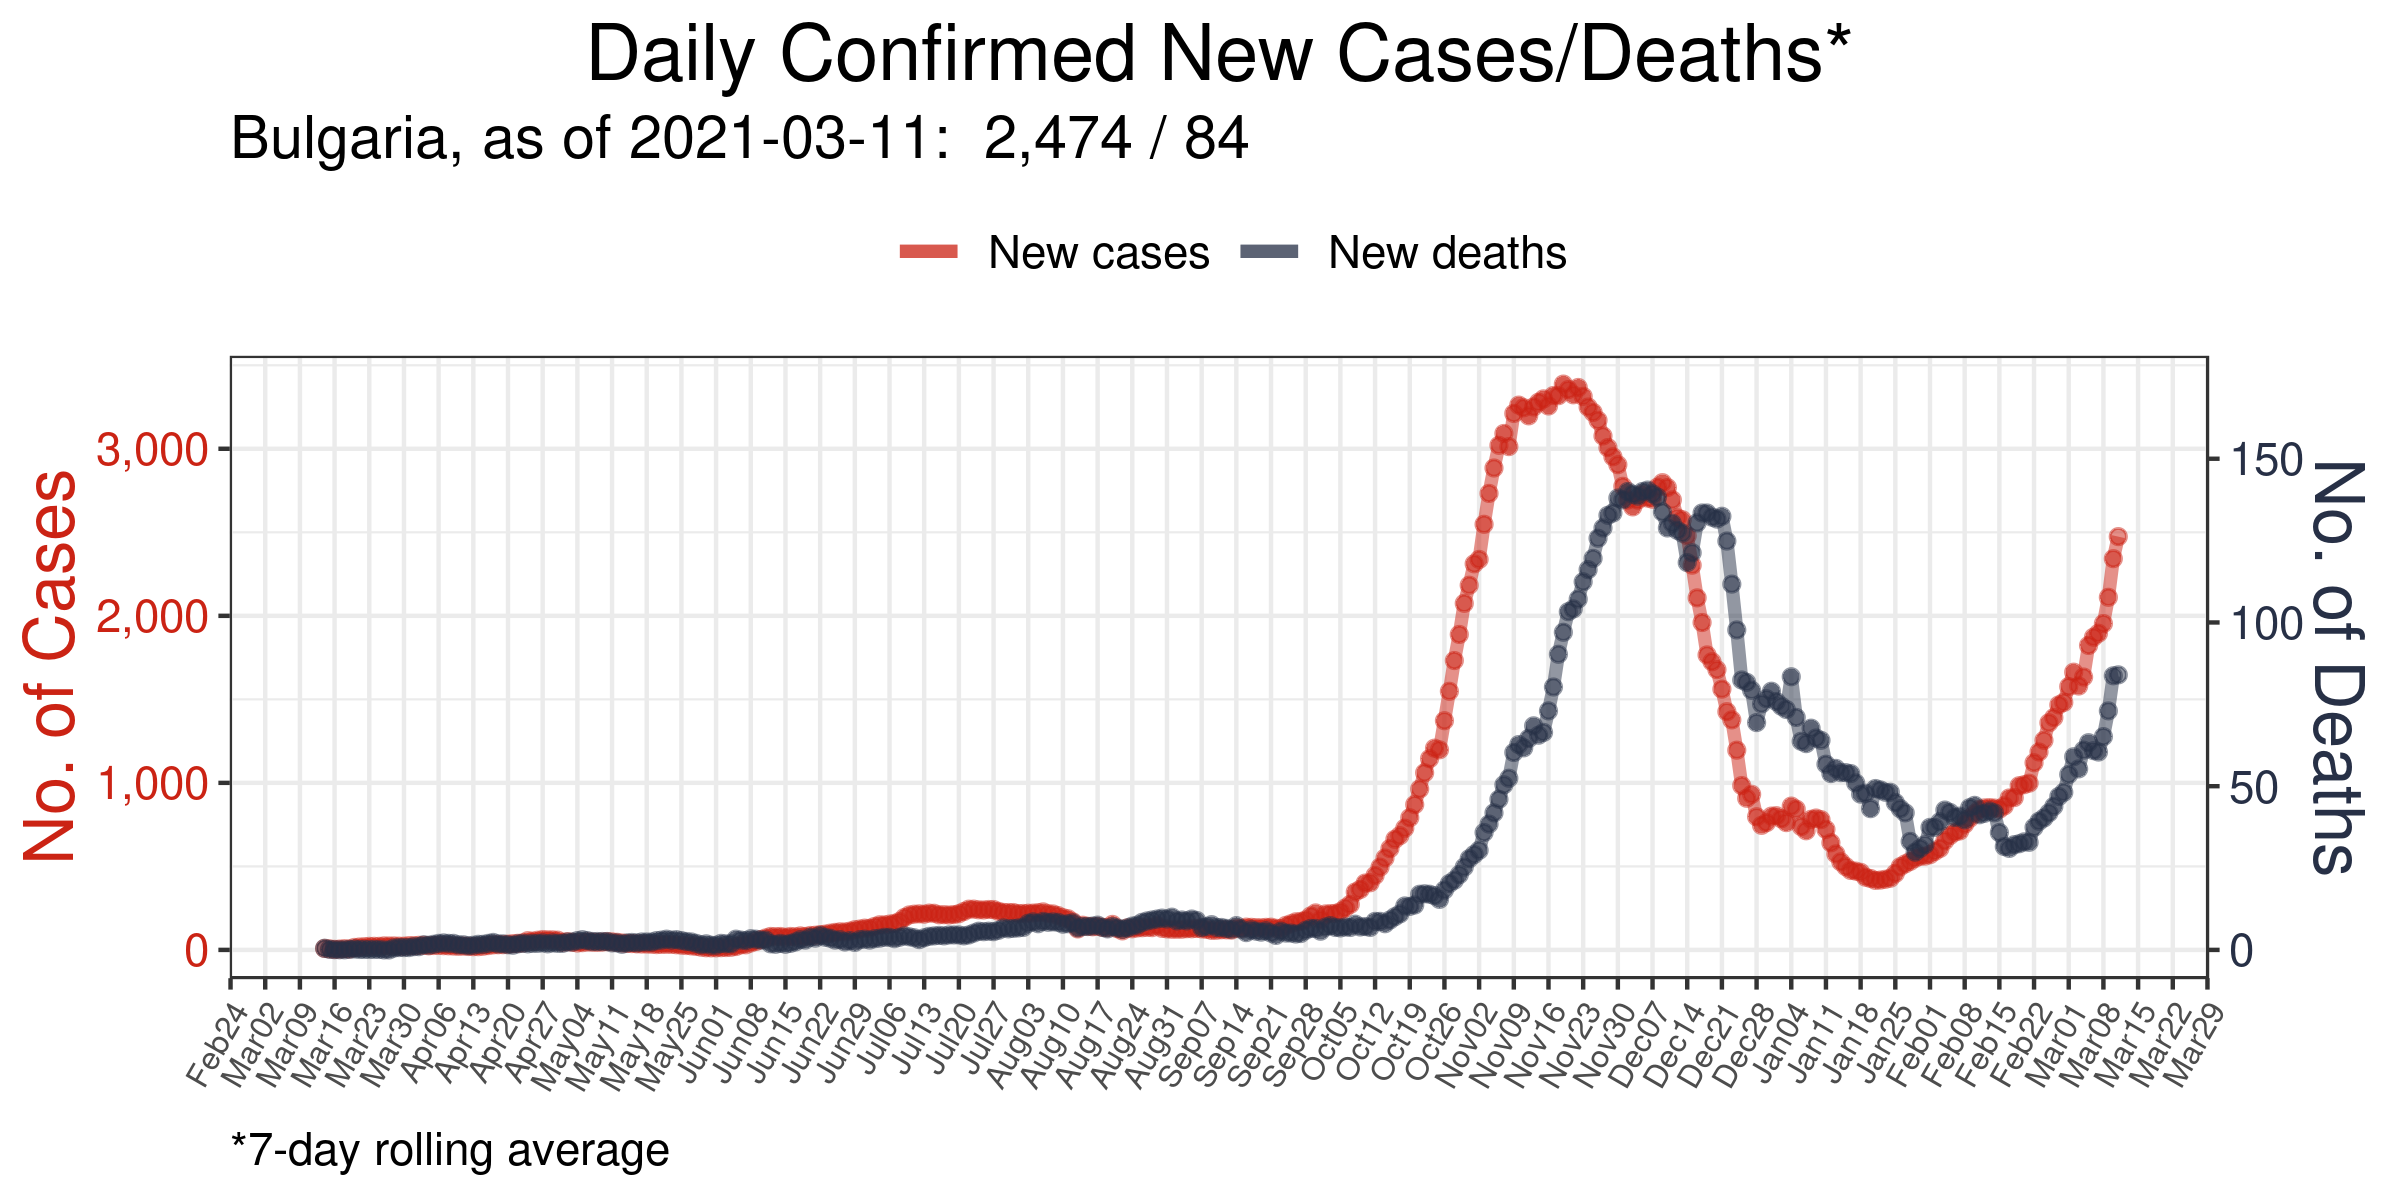 Daily Confirmed New Cases/Deaths*
Bulgaria, as of 2021-03-11:  2,474 / 84
New cases
New deaths
No. of Cases
3,000
2,000
1,000
0
150
100
50
0
No. of Deaths
Feb24
Mar02
Mar09
Mar16
Mar23
Mar30
Apr06
Apr13
Apr20
Apr27
May04
May11
May18
May25
Jun01
Jun08
Jun15
Jun22
Jun29
Jul06
Jul13
Jul20
Jul27
Aug03
Aug10
Aug17
Aug24
Aug31
Sep07
Sep14
Sep21
Sep28
Oct05
Oct12
Oct19
Oct26
Nov02
Nov09
Nov16
Nov23
Nov30
Dec07
Dec14
Dec21
Dec28
Jan04
Jan11
Jan18
Jan25
Feb01
Feb08
Feb15
Feb22
Mar01
Mar08
Mar15
Mar22
Mar29
*7-day rolling average